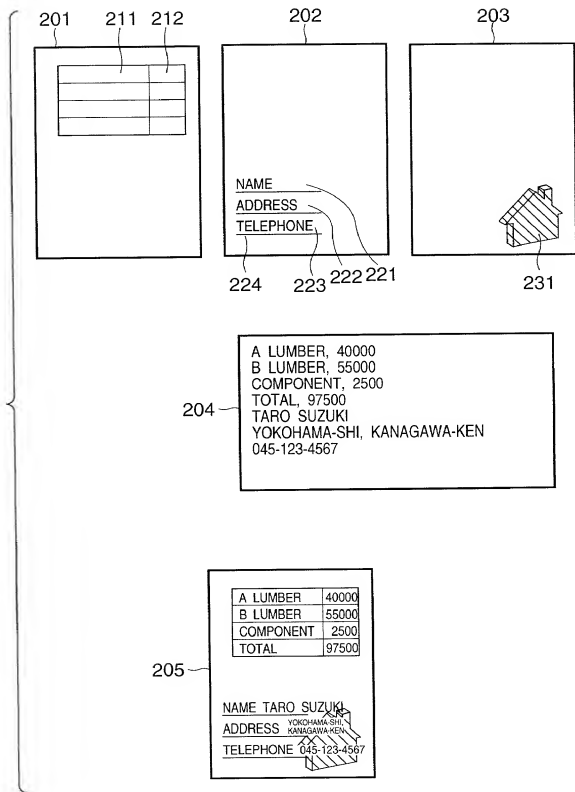 201 211 212 202 203
NAME
ADDRESS
TELEPHONE
224 223 222 221 231
204
A LUMBER, 40000
B LUMBER, 55000
COMPONENT, 2500
TOTAL, 97500
TARO SUZUKI
YOKOHAMA-SHI, KANAGAWA-KEN
045-123-4567
205
A LUMBER 40000
B LUMBER 55000
COMPONENT 2500
TOTAL 97500
NAME TARO SUZUKI
ADDRESS YOKOHAMA-SHI,
KANAGAWA-KEN
TELEPHONE 045-123-4567